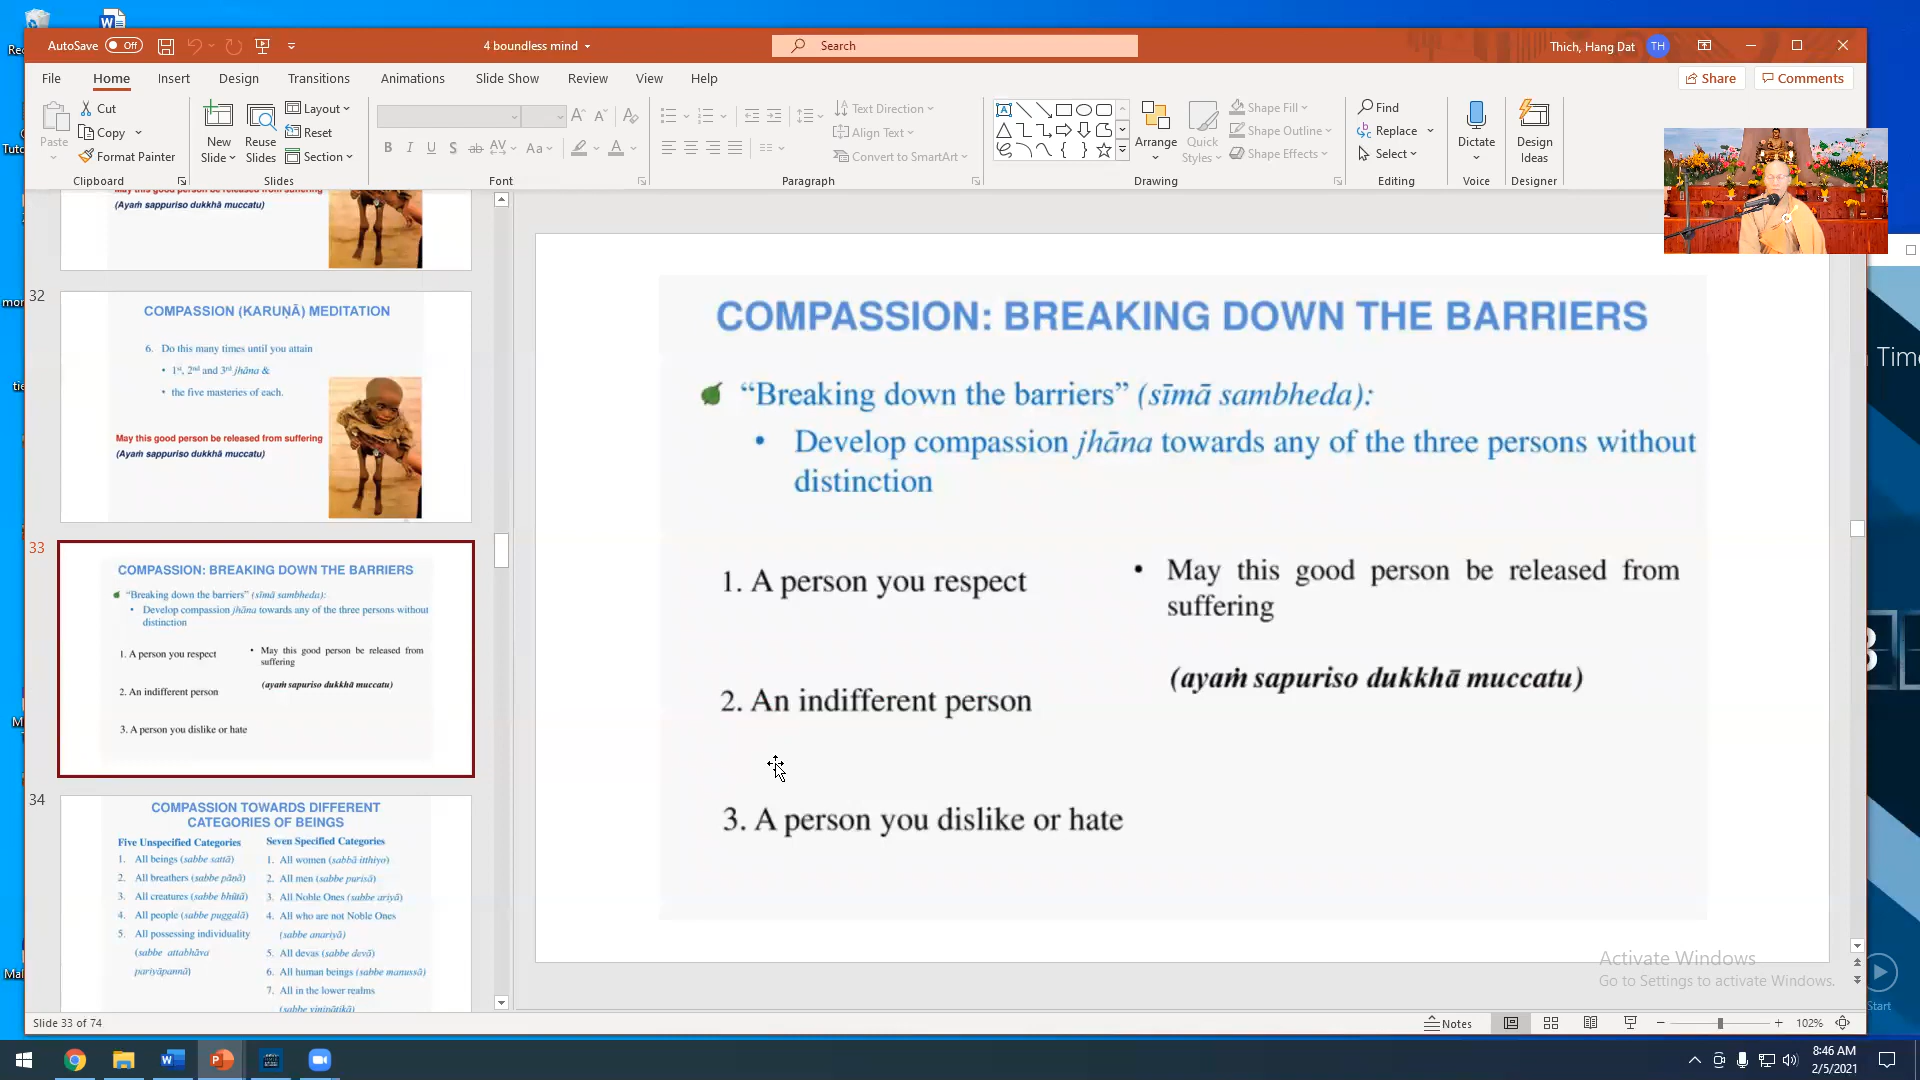 AutoSave Off
4 boundless mind
Search
Thich, Hang Dat TH
File Home Insert Design Transitions Animations Slide Show Review View Help
Share Comments
Paste
Cut
Copy
Format Painter
Clipboard
New Slide
Reuse Slides
Layout
Reset
Section
Slides
Font
Text Direction
Align Text
Convert to SmartArt
Paragraph
Arrange
Quick Styles
Shape Fill
Shape Outline
Shape Effects
Drawing
Find
Replace
Select
Editing
Dictate
Voice
Design Ideas
Designer
May this good person be released from suffering
(Ayaṁ sappuriso dukkhā muccatu)
32
COMPASSION (KARUṆĀ) MEDITATION
6. Do this many times until you attain
• 1st, 2nd and 3rd jhāna &
• the five masteries of each.
May this good person be released from suffering
(Ayaṁ sappuriso dukkhā muccatu)
33
COMPASSION: BREAKING DOWN THE BARRIERS
“Breaking down the barriers” (sīmā sambheda):
• Develop compassion jhāna towards any of the three persons without
distinction
1. A person you respect
• May this good person be released from
suffering
(ayaṁ sapuriso dukkhā muccatu)
2. An indifferent person
3. A person you dislike or hate
34
COMPASSION TOWARDS DIFFERENT
CATEGORIES OF BEINGS
Five Unspecified Categories
1. All beings (sabbe sattā)
2. All breathers (sabbe pāṇā)
3. All creatures (sabbe bhūtā)
4. All people (sabbe puggalā)
5. All possessing individuality
(sabbe attabhāva
pariyāpannā)
Seven Specified Categories
1. All women (sabbā itthiyo)
2. All men (sabbe purisā)
3. All Noble Ones (sabbe ariyā)
4. All who are not Noble Ones
(sabbe anariyā)
5. All devas (sabbe devā)
6. All human beings (sabbe manussā)
7. All in the lower realms
(sabbe vinipātikā)
COMPASSION: BREAKING DOWN THE BARRIERS
“Breaking down the barriers” (sīmā sambheda):
• Develop compassion jhāna towards any of the three persons without
distinction
1. A person you respect
• May this good person be released from
suffering
(ayaṁ sapuriso dukkhā muccatu)
2. An indifferent person
3. A person you dislike or hate
Activate Windows
Go to Settings to activate Windows.
Time
Start
Slide 33 of 74
Notes
102%
8:46 AM
2/5/2021